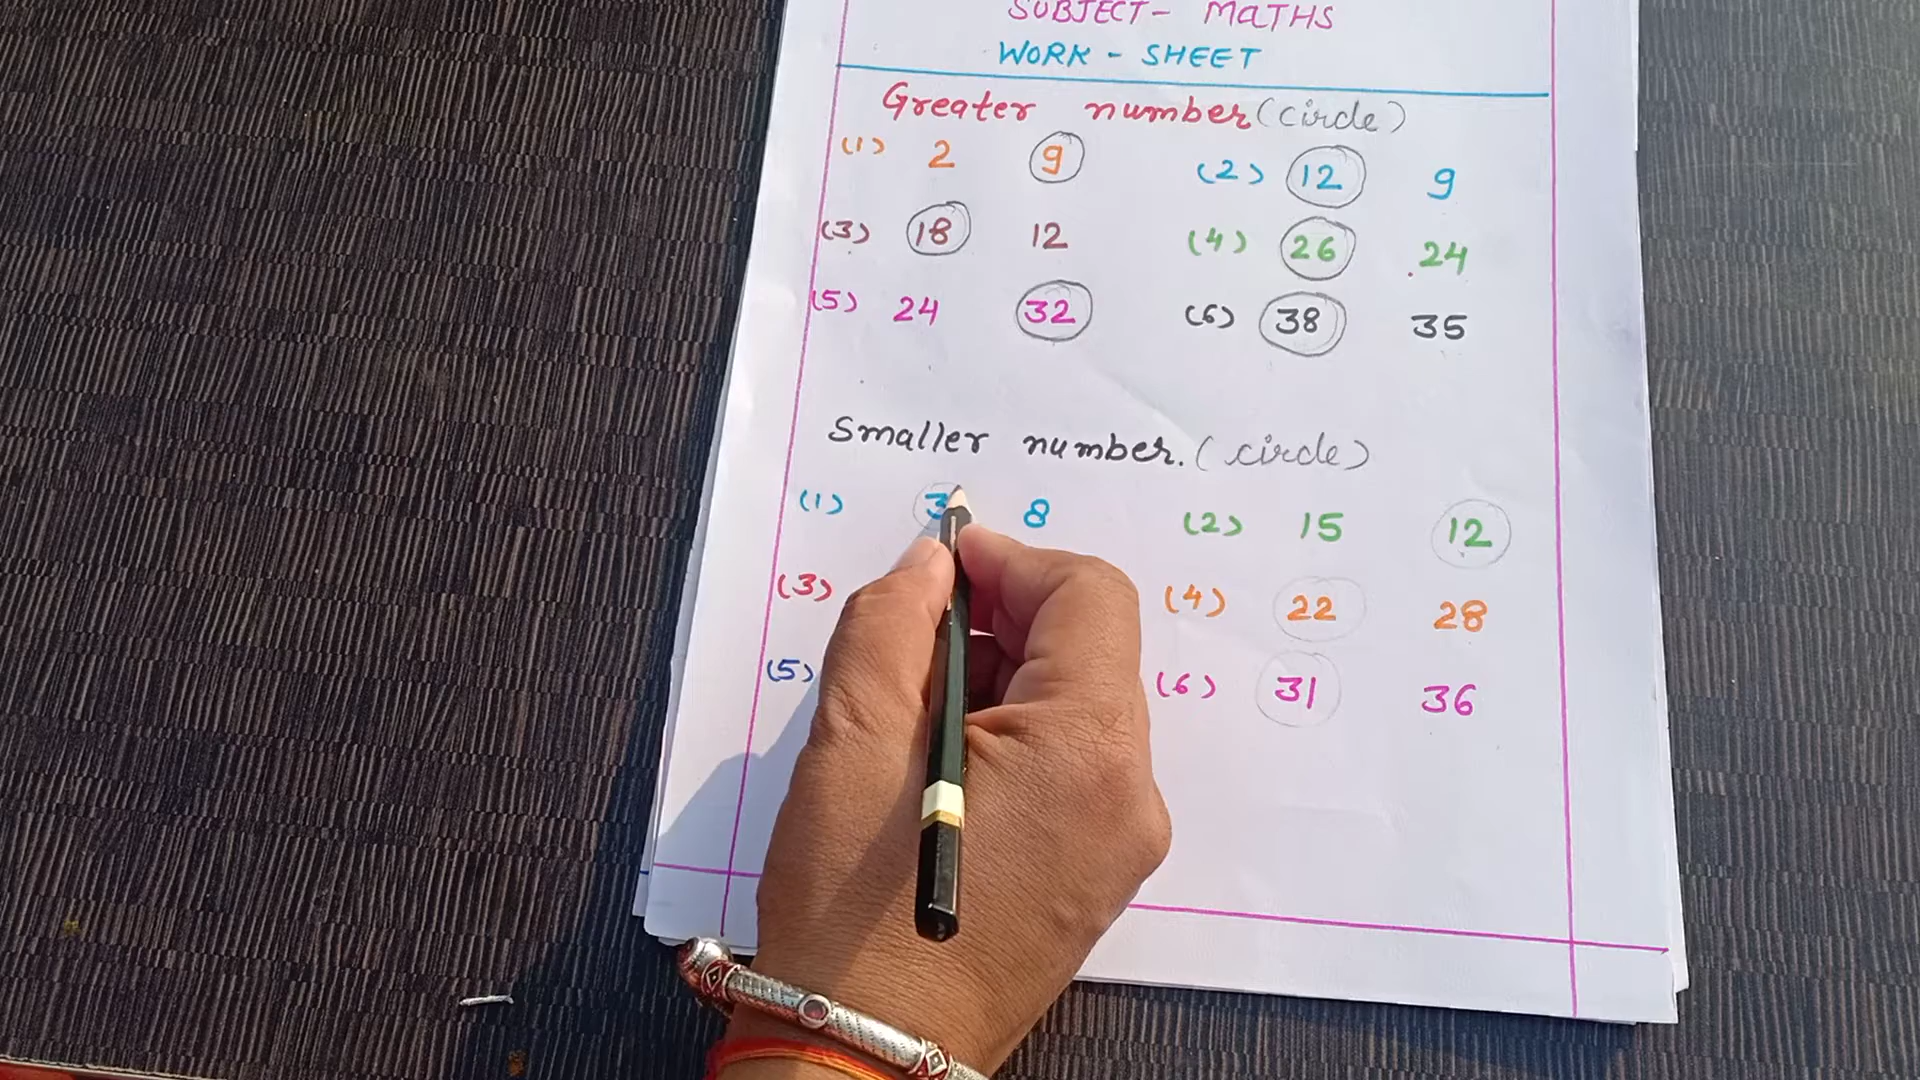 SUBJECT- MATHS
WORK - SHEET
Greater number (circle)
(1) 2 9 (2) 12 9
(3) 18 12 (4) 26 24
(5) 24 32 (6) 38 35
Smaller number. (circle)
(1) 3 8 (2) 15 12
(3) (4) 22 28
(5) (6) 31 36